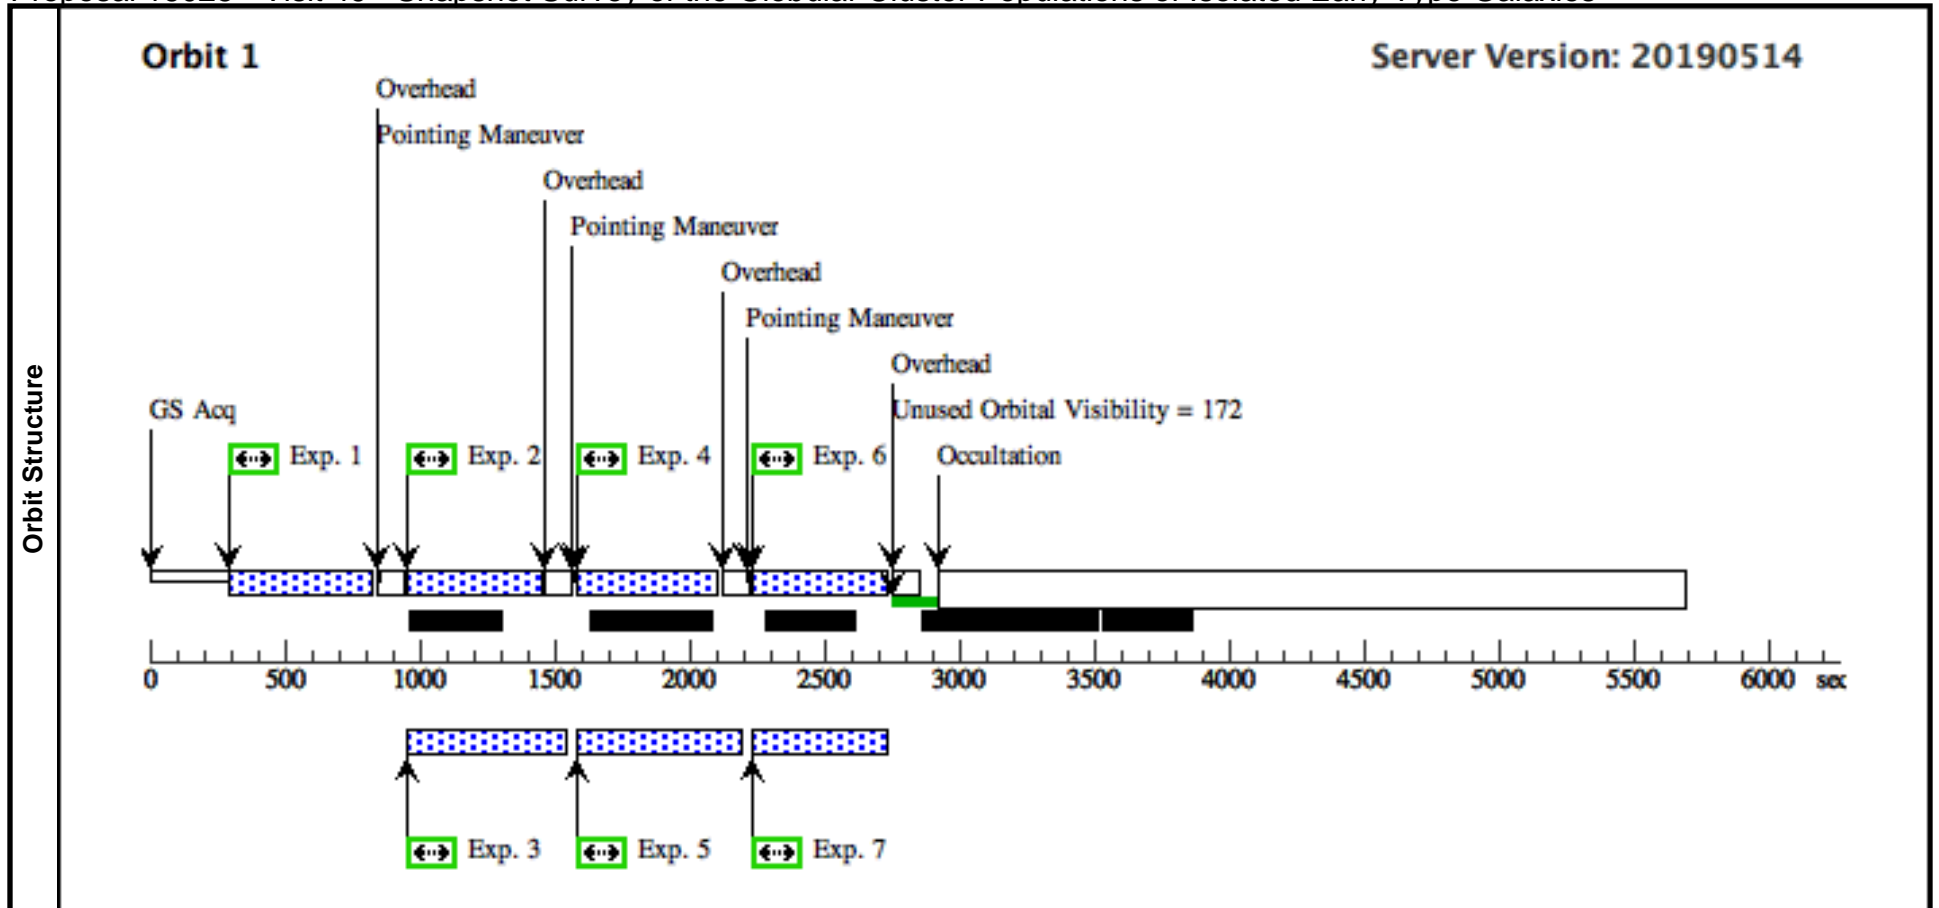 Orbit 1
Server Version: 20190514
Overhead
Pointing Maneuver
Overhead
Pointing Maneuver
Overhead
Pointing Maneuver
Overhead
GS Acq
Unused Orbital Visibility = 172
Exp. 1
Exp. 2
Exp. 4
Exp. 6
Occultation
Orbit Structure
0 500 1000 1500 2000 2500 3000 3500 4000 4500 5000 5500 6000 sec
Exp. 3
Exp. 5
Exp. 7